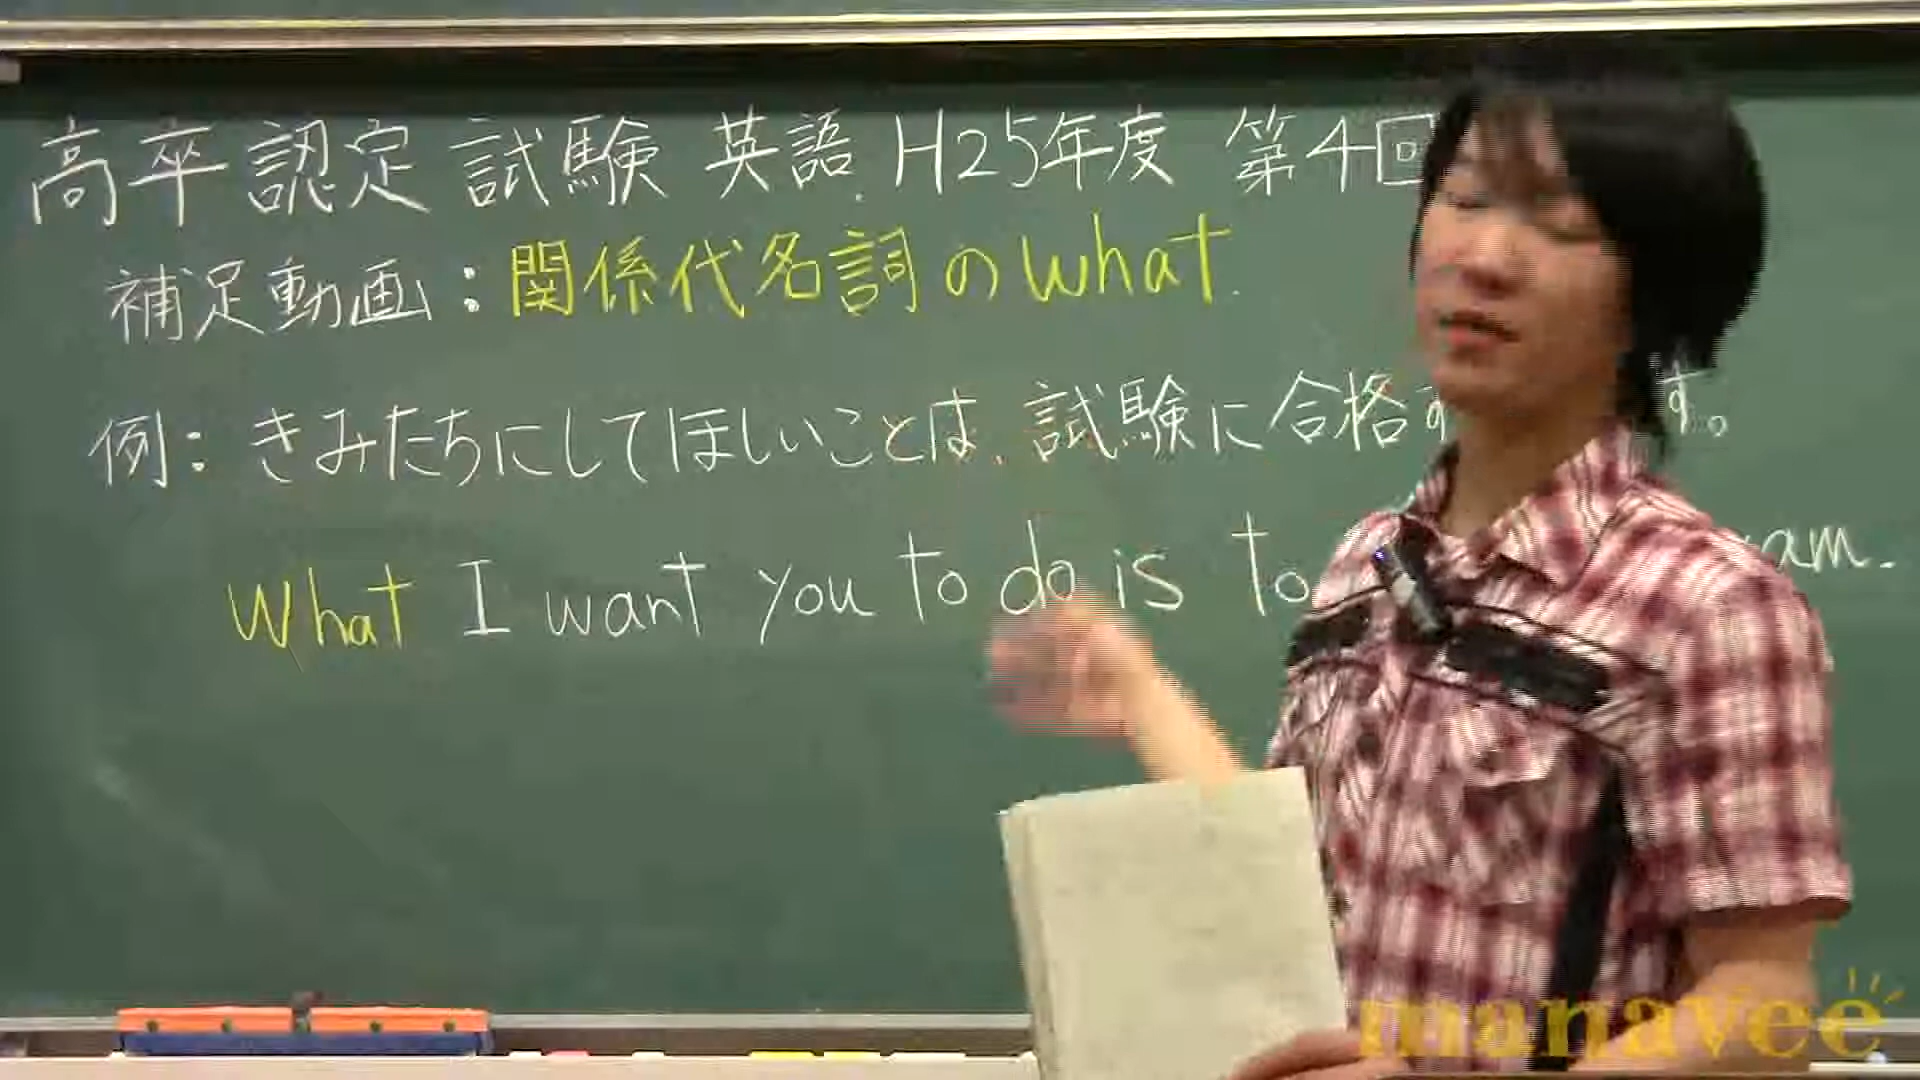 高卒認定試験 英語 H25年度 第4回
補足動画:関係代名詞のwhat
例:きみたちにしてほしいことは、試験に合格す す。
What I want you to do is to am.
manavee